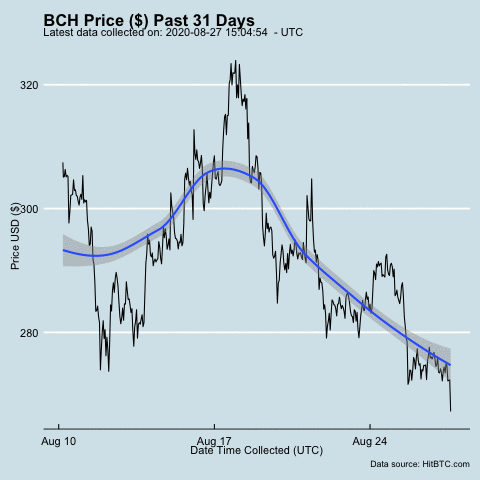 BCH Price ($) Past 31 Days
Latest data collected on: 2020-08-27 15:04:54 - UTC
320
300
280
Price USD ($)
Aug 10 Aug 17 Aug 24
Date Time Collected (UTC)
Data source: HitBTC.com